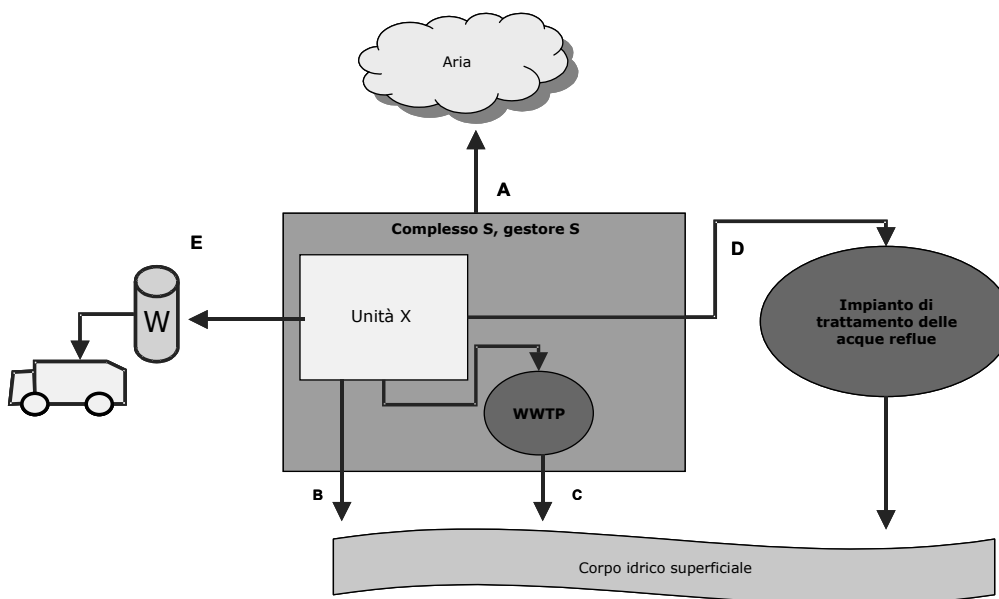 Aria
A
Complesso S, gestore S
E
D
W
Unità X
Impianto di
trattamento delle
acque reflue
WWTP
B
C
Corpo idrico superficiale